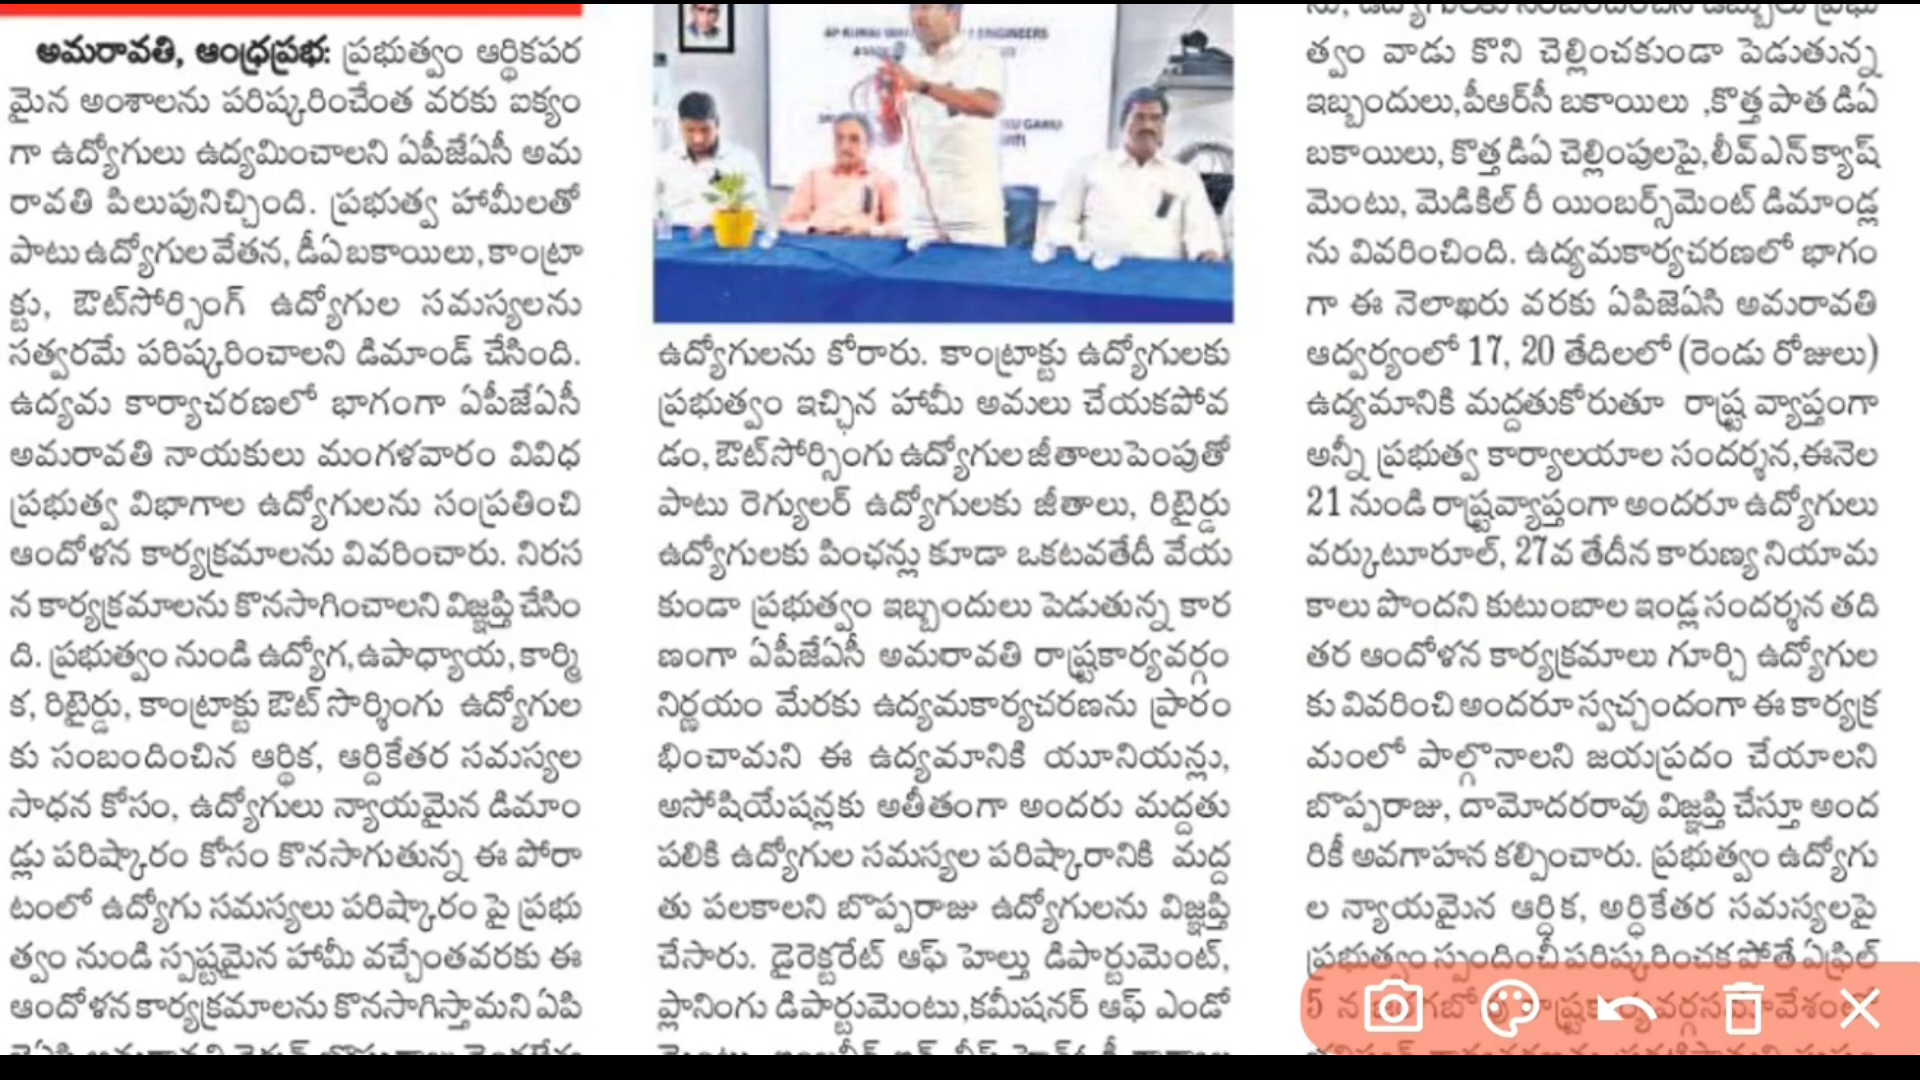 అమరావతి, ఆంధ్రప్రభ: ప్రభుత్వం ఆర్థికపర
మైన అంశాలను పరిష్కరించేంత వరకు ఐక్యం
గా ఉద్యోగులు ఉద్యమించాలని ఏపీజేఏసీ అమ
రావతి పిలుపునిచ్చింది. ప్రభుత్వ హామీలతో
పాటు ఉద్యోగుల వేతన, డీఏ బకాయిలు, కాంట్రా
క్టు, ఔట్‌సోర్సింగ్ ఉద్యోగుల సమస్యలను
సత్వరమే పరిష్కరించాలని డిమాండ్ చేసింది.
ఉద్యమ కార్యాచరణలో భాగంగా ఏపీజేఏసీ
అమరావతి నాయకులు మంగళవారం వివిధ
ప్రభుత్వ విభాగాల ఉద్యోగులను సంప్రతించి
ఆందోళన కార్యక్రమాలను వివరించారు. నిరస
న కార్యక్రమాలను కొనసాగించాలని విజ్ఞప్తి చేసిం
ది. ప్రభుత్వం నుండి ఉద్యోగ, ఉపాధ్యాయ, కార్మి
క, రిటైర్డు, కాంట్రాక్టు ఔట్ సోర్శింగు ఉద్యోగుల
కు సంబందించిన ఆర్థిక, ఆర్దికేతర సమస్యల
సాధన కోసం, ఉద్యోగులు న్యాయమైన డిమాం
డ్లు పరిష్కారం కోసం కొనసాగుతున్న ఈ పోరా
టంలో ఉద్యోగు సమస్యలు పరిష్కారం పై ప్రభు
త్వం నుండి స్పష్టమైన హామీ వచ్చేంతవరకు ఈ
ఆందోళన కార్యక్రమాలను కొనసాగిస్తామని ఏపి
ENGINEERS
ఉద్యోగులను కోరారు. కాంట్రాక్టు ఉద్యోగులకు
ప్రభుత్వం ఇచ్చిన హామీ అమలు చేయకపోవ
డం, ఔట్‌సోర్సింగు ఉద్యోగుల జీతాలు పెంపుతో
పాటు రెగ్యులర్ ఉద్యోగులకు జీతాలు, రిటైర్డు
ఉద్యోగులకు పింఛన్లు కూడా ఒకటవతేదీ వేయ
కుండా ప్రభుత్వం ఇబ్బందులు పెడుతున్న కార
ణంగా ఏపీజేఏసీ అమరావతి రాష్ట్రకార్యవర్గం
నిర్ణయం మేరకు ఉద్యమకార్యచరణను ప్రారం
భించామని ఈ ఉద్యమానికి యూనియన్లు,
అసోషియేషన్లకు అతీతంగా అందరు మద్దతు
పలికి ఉద్యోగుల సమస్యల పరిష్కారానికి మద్ద
తు పలకాలని బొప్పరాజు ఉద్యోగులను విజ్ఞప్తి
చేసారు. డైరెక్టరేట్ ఆఫ్ హెల్తు డిపార్టుమెంట్,
ప్లానింగు డిపార్టుమెంటు,కమీషనర్ ఆఫ్ ఎండో
త్వం వాడు కొని చెల్లించకుండా పెడుతున్న
ఇబ్బందులు,పీఆర్‌సీ బకాయిలు ,కొత్త పాత డిఏ
బకాయిలు, కొత్త డిఏ చెల్లింపులపై,లీవ్ ఎన్ క్యాష్
మెంటు, మెడికిల్ రీ యింబర్స్‌మెంట్ డిమాండ్ల
ను వివరించింది. ఉద్యమకార్యచరణలో భాగం
గా ఈ నెలాఖరు వరకు ఏపిజెఏసి అమరావతి
ఆద్వర్యంలో 17, 20 తేదిలలో (రెండు రోజులు)
ఉద్యమానికి మద్దతుకోరుతూ రాష్ట్ర వ్యాప్తంగా
అన్నీ ప్రభుత్వ కార్యాలయాల సందర్శన,ఈనెల
21 నుండి రాష్ట్రవ్యాప్తంగా అందరూ ఉద్యోగులు
వర్కుటూరూల్, 27వ తేదీన కారుణ్య నియామ
కాలు పొందని కుటుంబాల ఇండ్ల సందర్శన తది
తర ఆందోళన కార్యక్రమాలు గూర్చి ఉద్యోగుల
కు వివరించి అందరూ స్వచ్చందంగా ఈ కార్యక్ర
మంలో పాల్గొనాలని జయప్రదం చేయాలని
బొప్పరాజు, దామోదరరావు విజ్ఞప్తి చేస్తూ అంద
రికీ అవగాహన కల్పించారు. ప్రభుత్వం ఉద్యోగు
ల న్యాయమైన ఆర్ధిక, అర్ధికేతర సమస్యలపై
ప్రభుత్వం స్పందించి పరిష్కరించక పోతే ఏప్రిల్
5 న